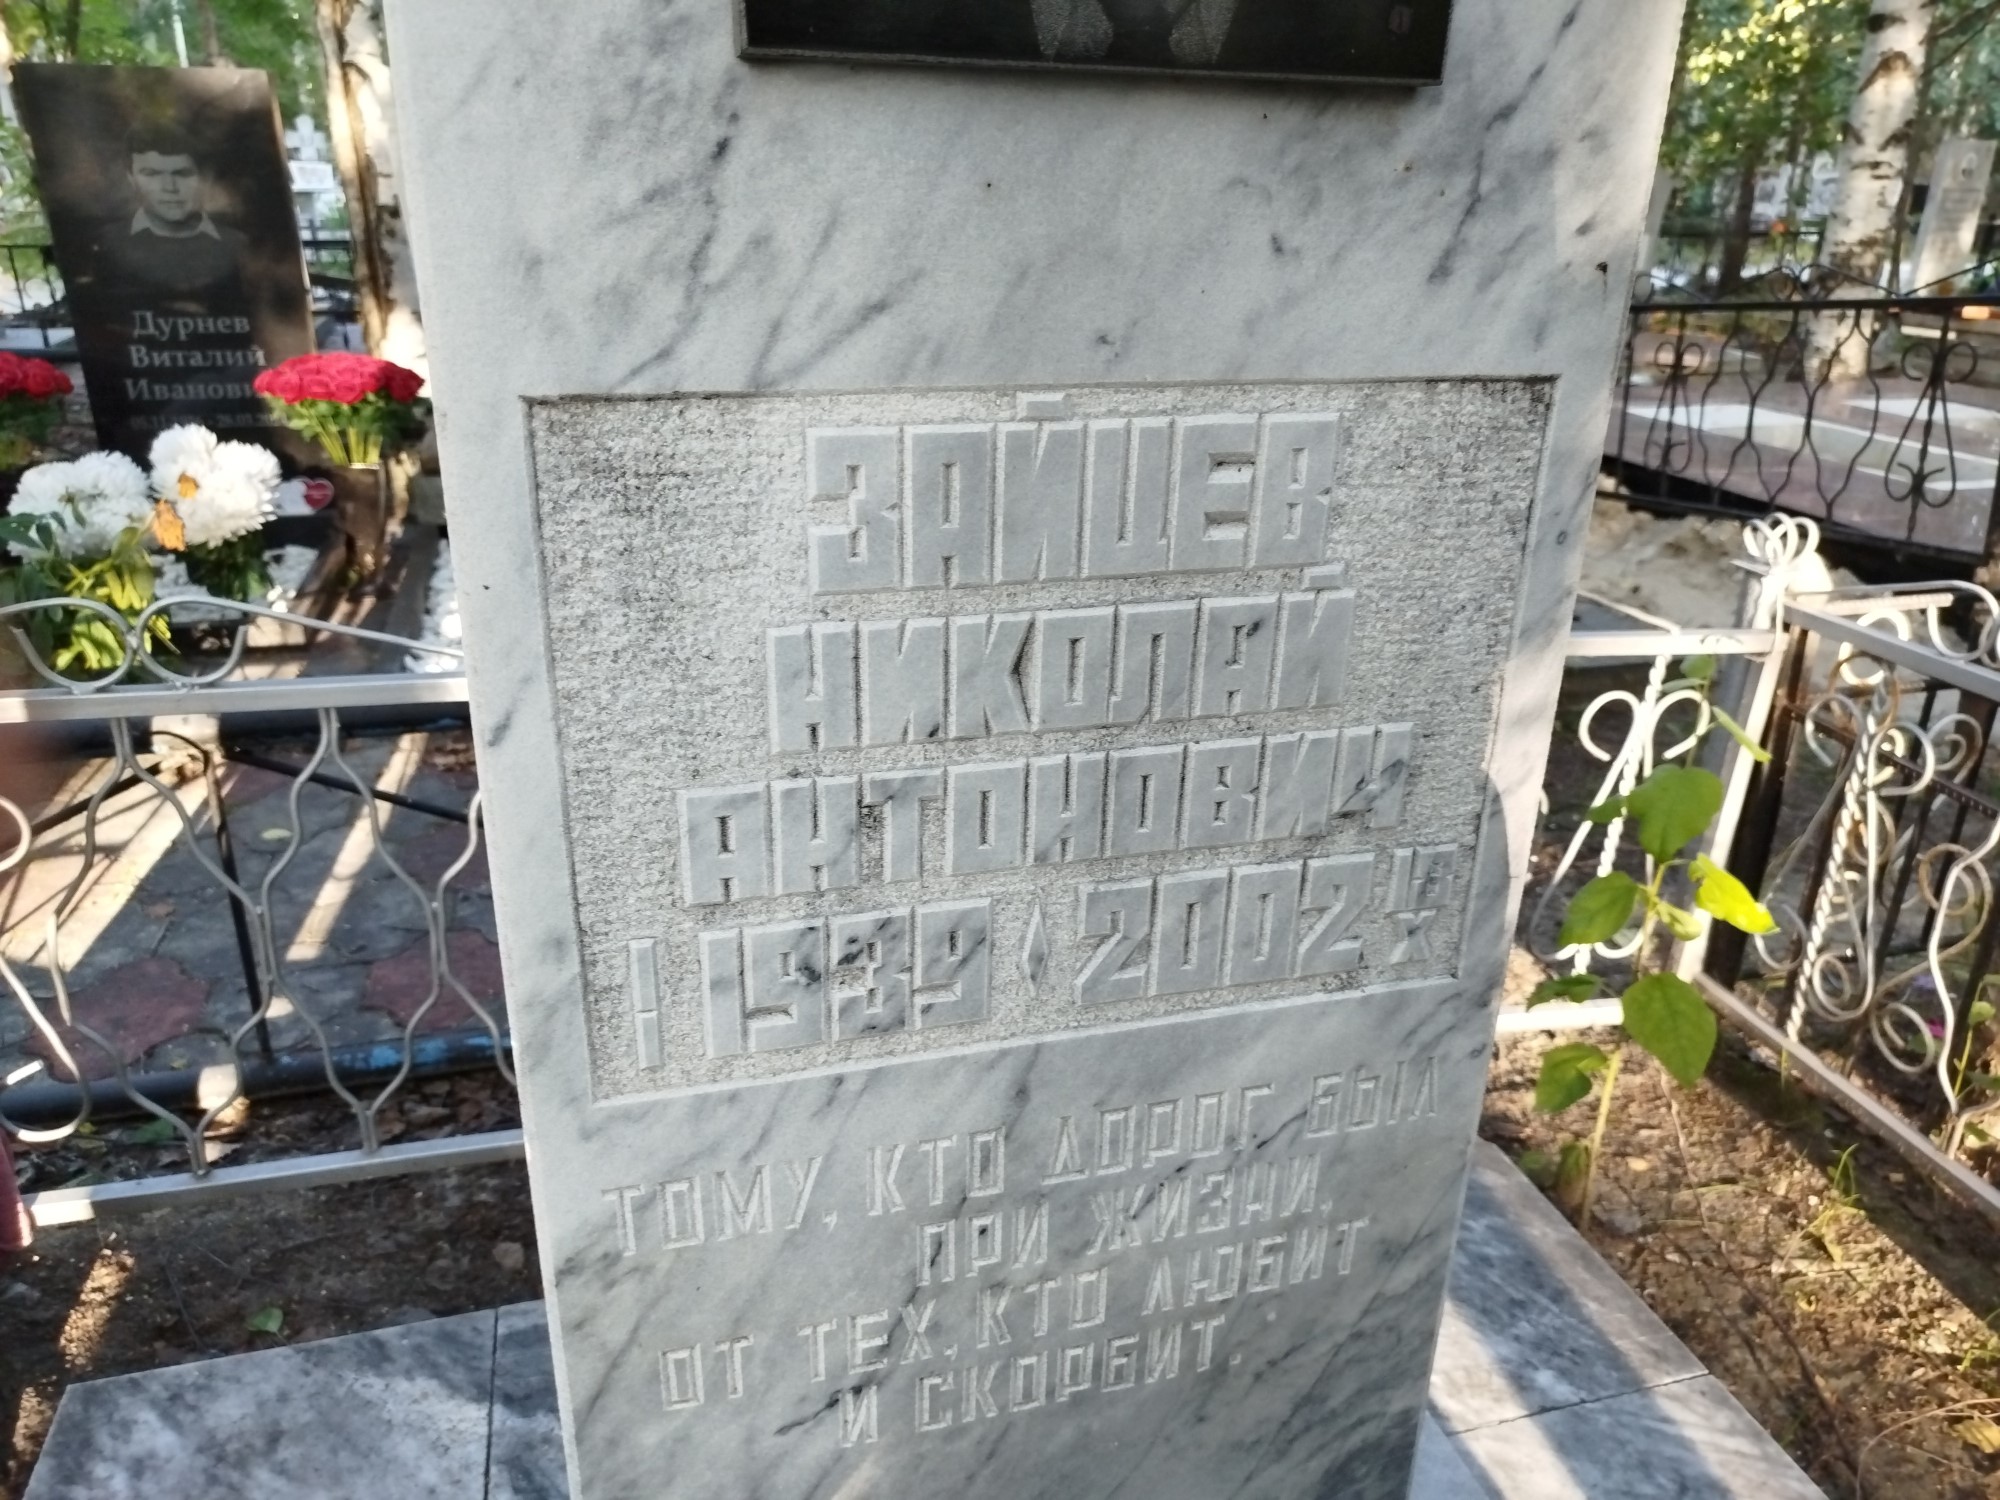 ЗАЙЦЕВ
НИКОЛАЙ
АНТОНОВИЧ
1939 2002
X
ТОМУ, КТО ДОРОГ БЫЛ
ПРИ ЖИЗНИ,
ОТ ТЕХ, КТО ЛЮБИТ
И СКОРБИТ.
Дурнев
Виталий